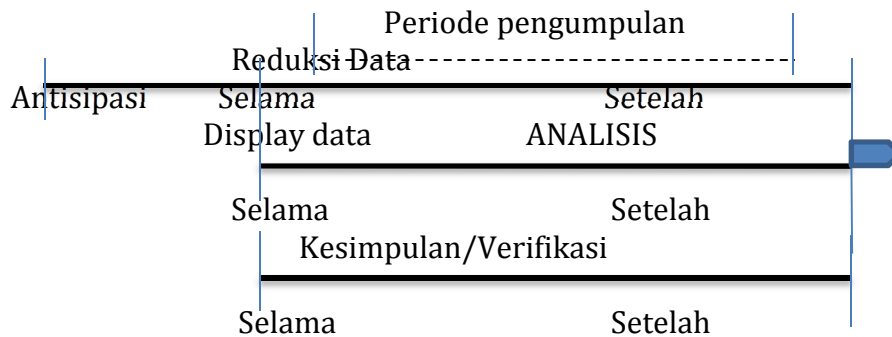 Periode pengumpulan
Reduksi Data
Antisipasi Selama Setelah
Display data ANALISIS
Selama Setelah
Kesimpulan/Verifikasi
Selama Setelah